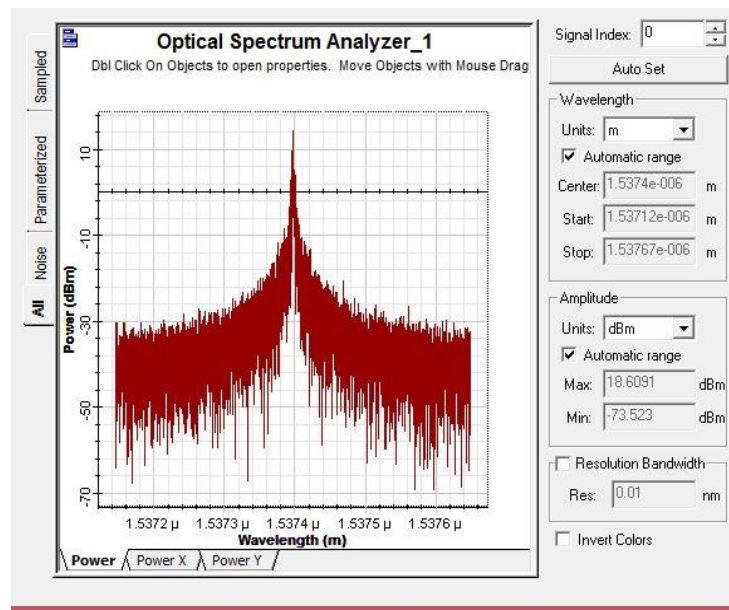 Optical Spectrum Analyzer_1
Dbl Click On Objects to open properties. Move Objects with Mouse Drag
Sampled
Parameterized
Noise
All
Power (dBm)
10
-10
-30
-50
-70
1.5372 µ 1.5373 µ 1.5374 µ 1.5375 µ 1.5376 µ
Wavelength (m)
Power Power X Power Y
Signal Index: 0
Auto Set
Wavelength
Units: m
Automatic range
Center: 1.5374e-006 m
Start: 1.53712e-006 m
Stop: 1.53767e-006 m
Amplitude
Units: dBm
Automatic range
Max: 18.6091 dBm
Min: -73.523 dBm
Resolution Bandwidth
Res: 0.01 nm
Invert Colors